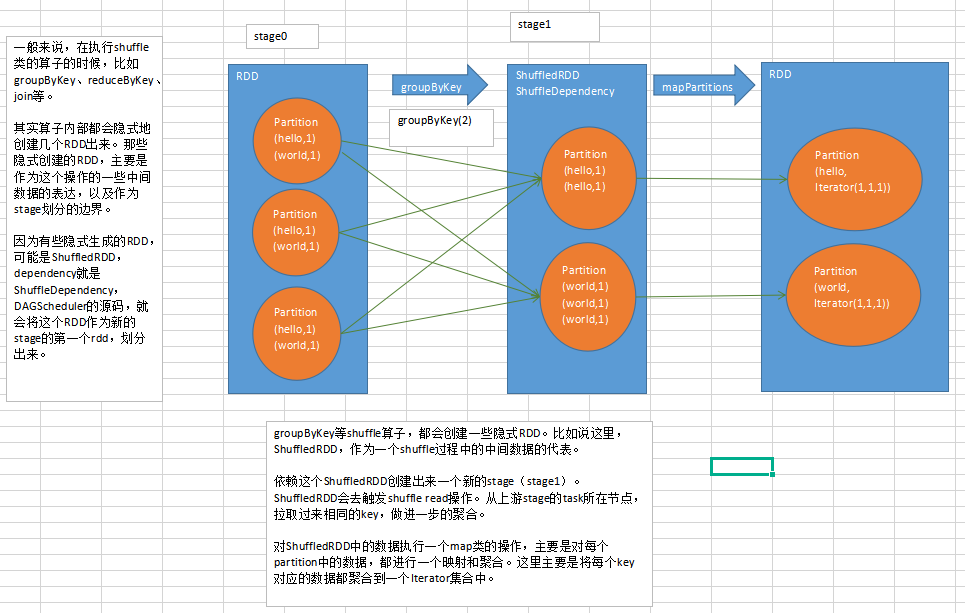 一般来说，在执行shuffle
类的算子的时候，比如
groupByKey、reduceByKey、
join等。
其实算子内部都会隐式地
创建几个RDD出来。那些
隐式创建的RDD，主要是
作为这个操作的一些中间
数据的表达，以及作为
stage划分的边界。
因为有些隐式生成的RDD，
可能是ShuffledRDD，
dependency就是
ShuffleDependency，
DAGScheduler的源码，就
会将这个RDD作为新的
stage的第一个rdd，划分
出来。
stage0
RDD
Partition
(hello,1)
(world,1)
Partition
(hello,1)
(world,1)
Partition
(hello,1)
(world,1)
groupByKey
groupByKey(2)
stage1
ShuffledRDD
ShuffleDependency
Partition
(hello,1)
(hello,1)
Partition
(world,1)
(world,1)
(world,1)
mapPartitions
RDD
Partition
(hello,
Iterator(1,1,1))
Partition
(world,
Iterator(1,1,1))
groupByKey等shuffle算子，都会创建一些隐式RDD。比如说这里，
ShuffledRDD，作为一个shuffle过程中的中间数据的代表。
依赖这个ShuffledRDD创建出来一个新的stage（stage1）。
ShuffledRDD会去触发shuffle read操作。从上游stage的task所在节点，
拉取过来相同的key，做进一步的聚合。
对ShuffledRDD中的数据执行一个map类的操作，主要是对每个
partition中的数据，都进行一个映射和聚合。这里主要是将每个key
对应的数据都聚合到一个Iterator集合中。